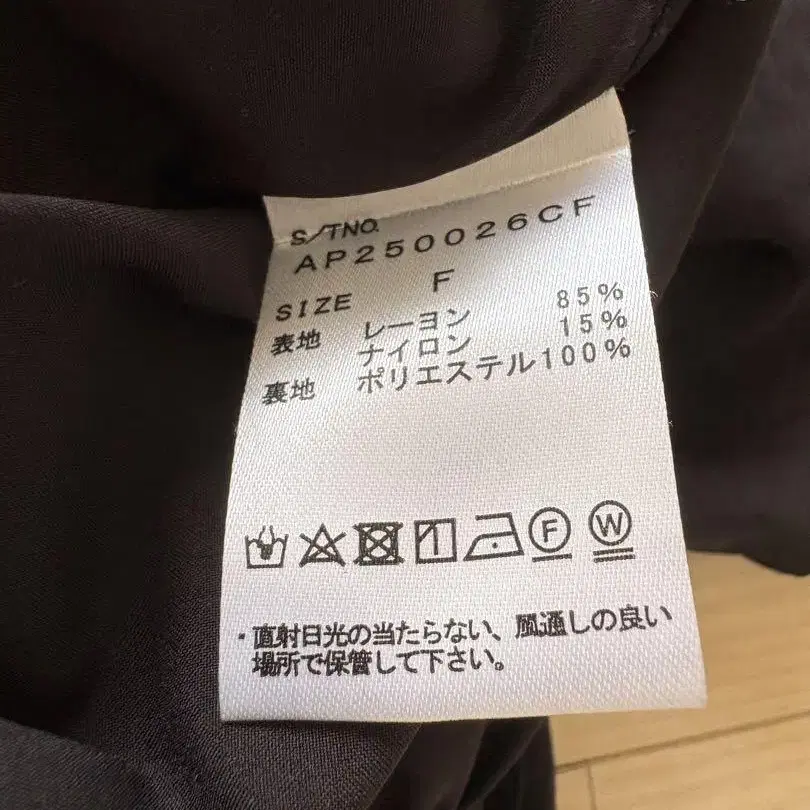 S/TNO.
AP250026CF
SIZE F
表地 レーヨン 85%
ナイロン 15%
裏地 ポリエステル100%
F W
・直射日光の当たらない、風通しの良い
場所で保管して下さい。